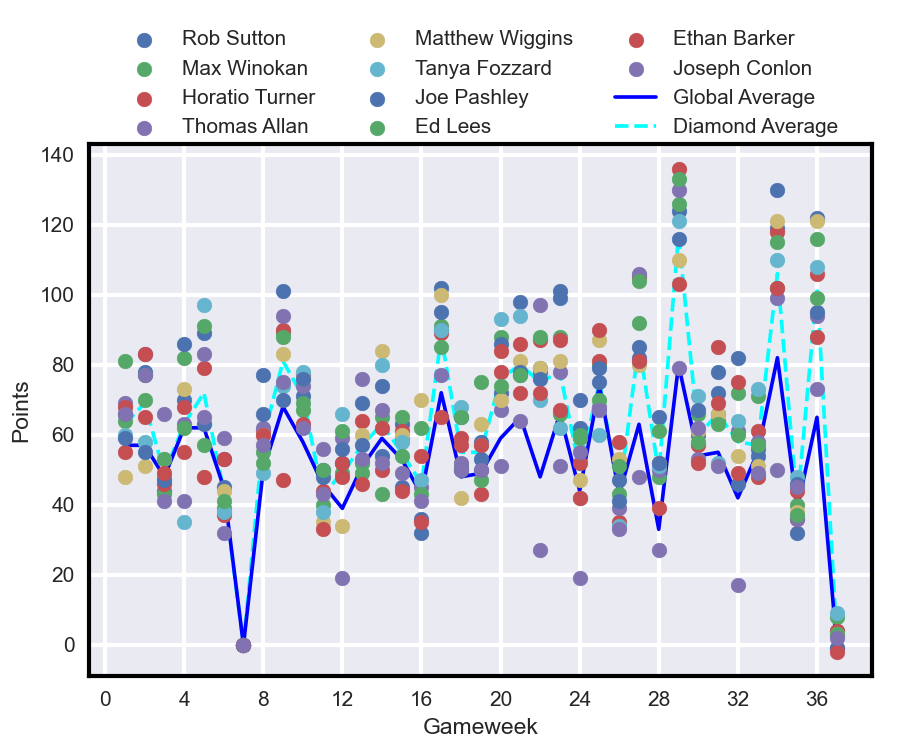 Rob Sutton
Max Winokan
Horatio Turner
Thomas Allan
Matthew Wiggins
Tanya Fozzard
Joe Pashley
Ed Lees
Ethan Barker
Joseph Conlon
Global Average
Diamond Average
140
120
100
80
60
40
20
0
Points
0 4 8 12 16 20 24 28 32 36
Gameweek